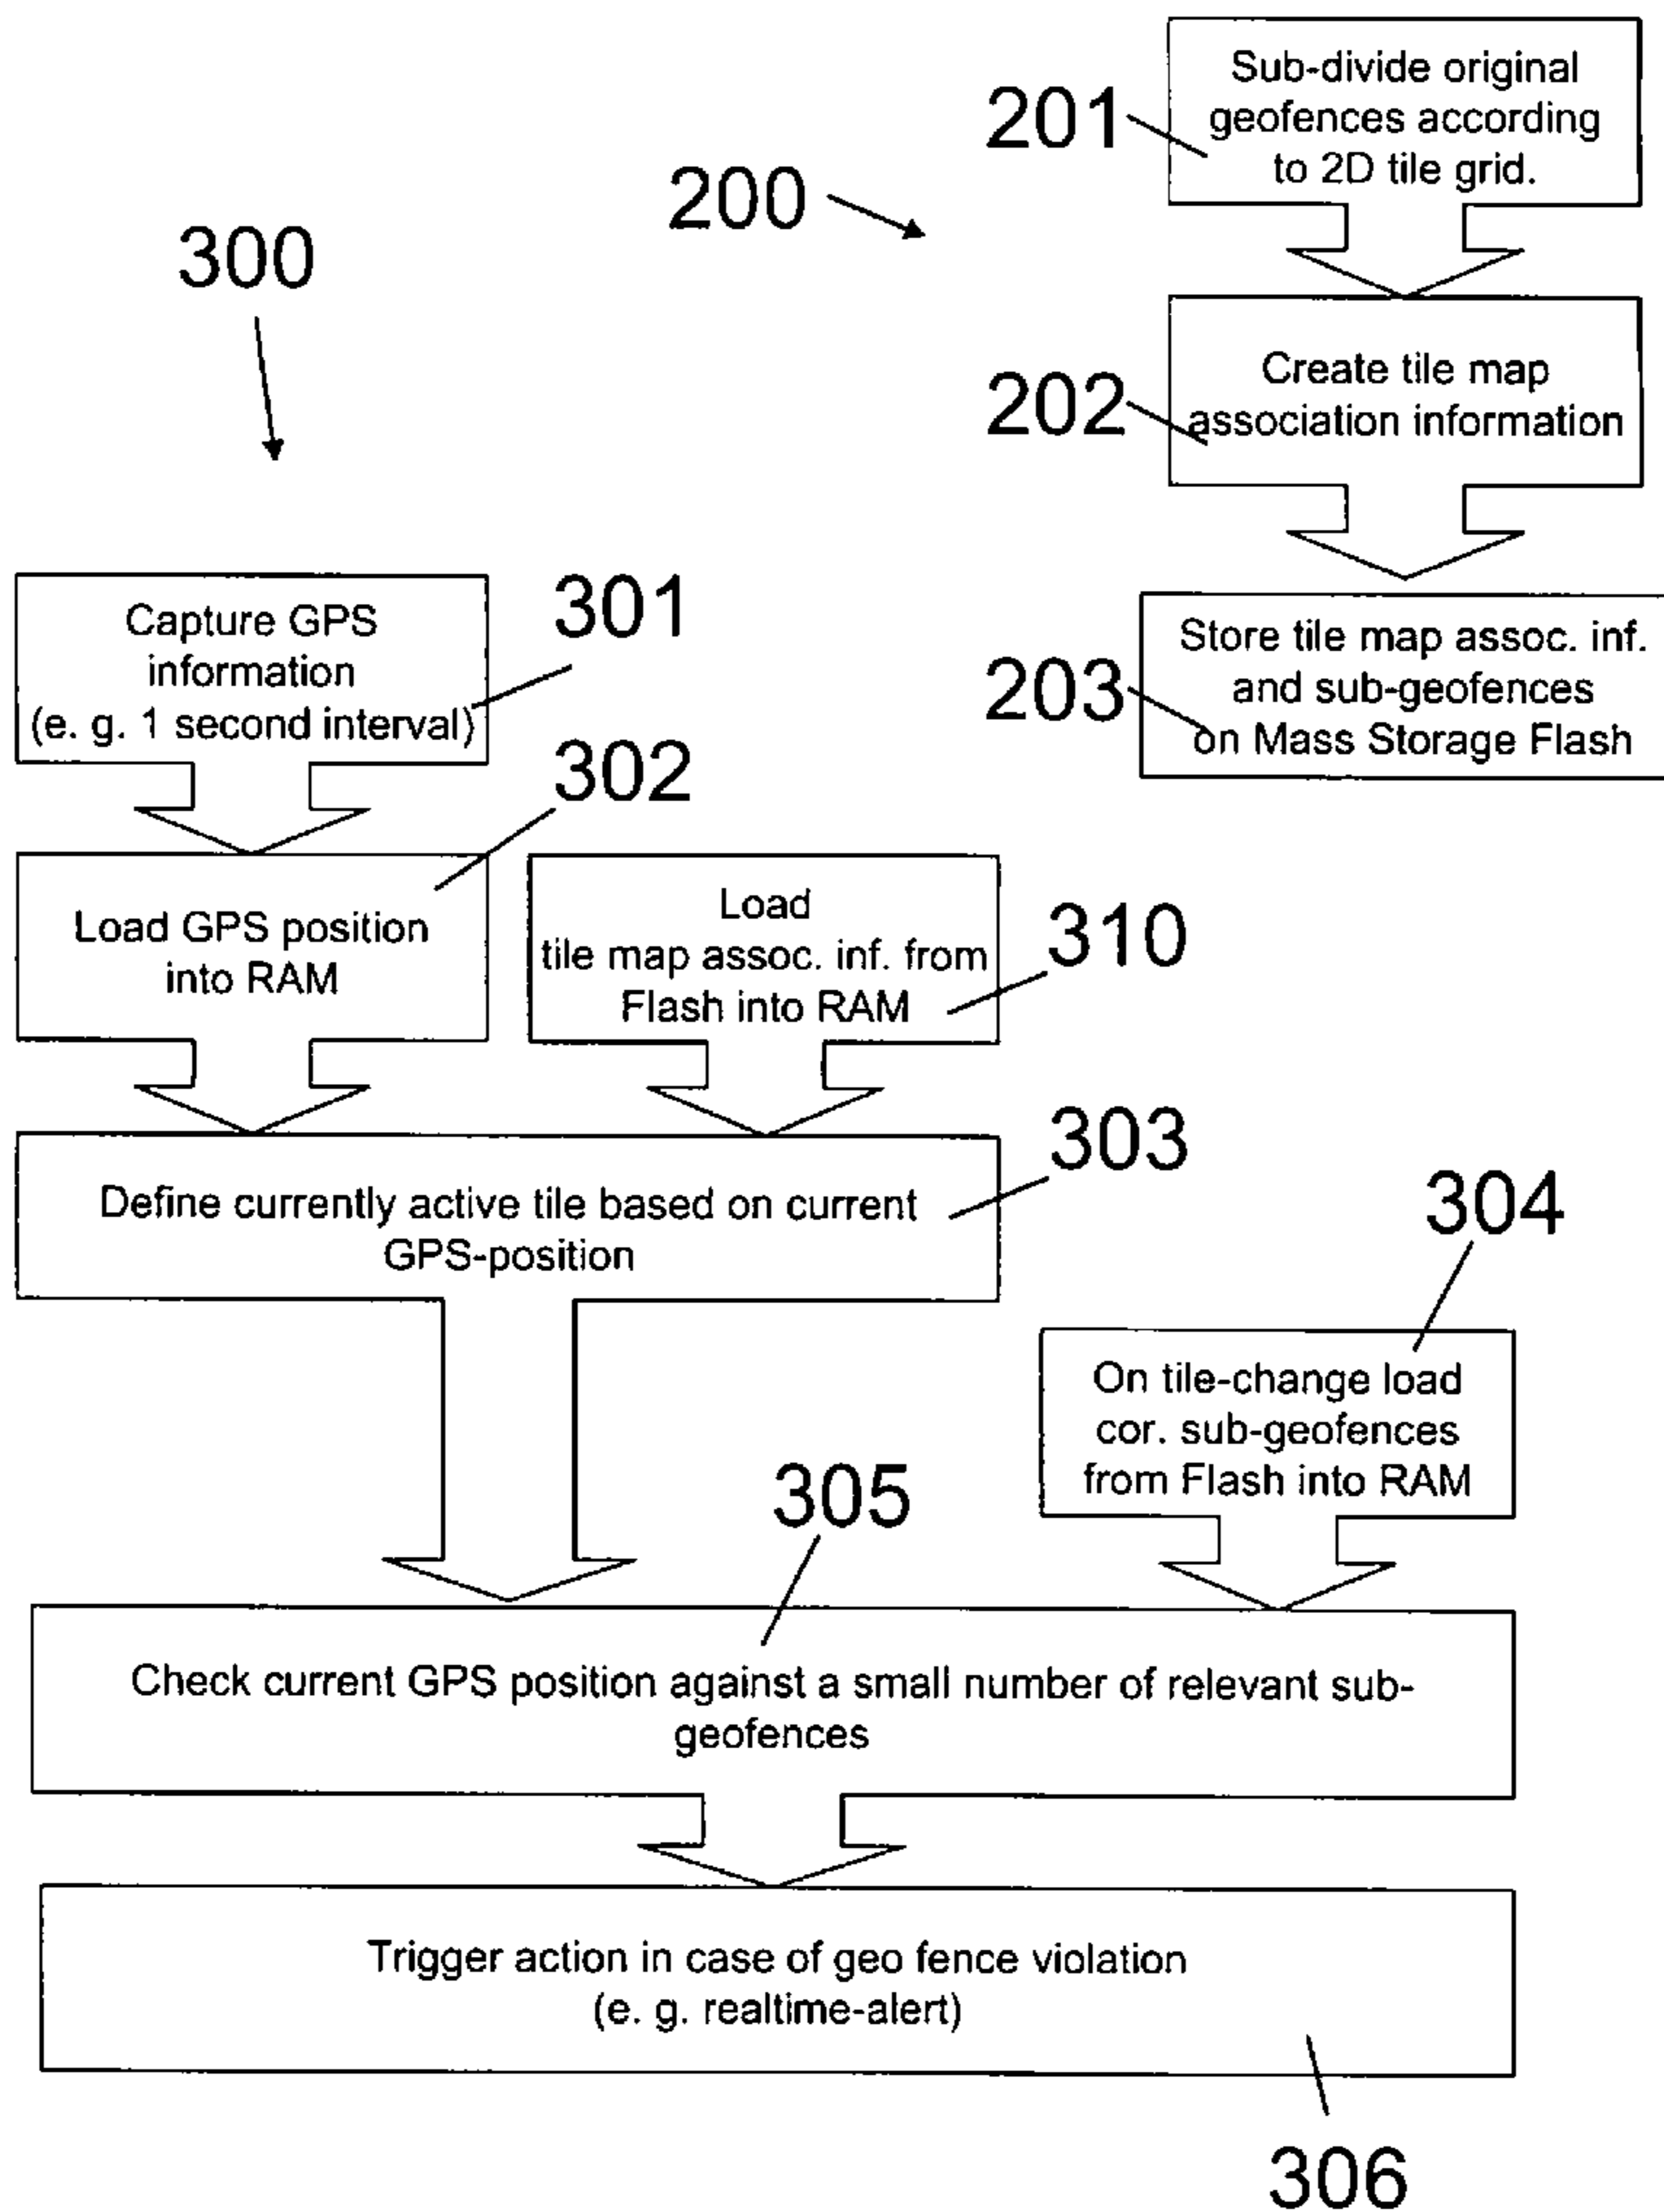 201
Sub-divide original
geofences according
to 2D tile grid.
200
300
202
Create tile map
association information
203
Store tile map assoc. inf.
and sub-geofences
on Mass Storage Flash
Capture GPS
information
(e. g. 1 second interval)
301
302
Load GPS position
into RAM
Load
tile map assoc. inf. from
Flash into RAM
310
303
Define currently active tile based on current
GPS-position
304
On tile-change load
cor. sub-geofences
from Flash into RAM
305
Check current GPS position against a small number of relevant sub-
geofences
Trigger action in case of geo fence violation
(e. g. realtime-alert)
306